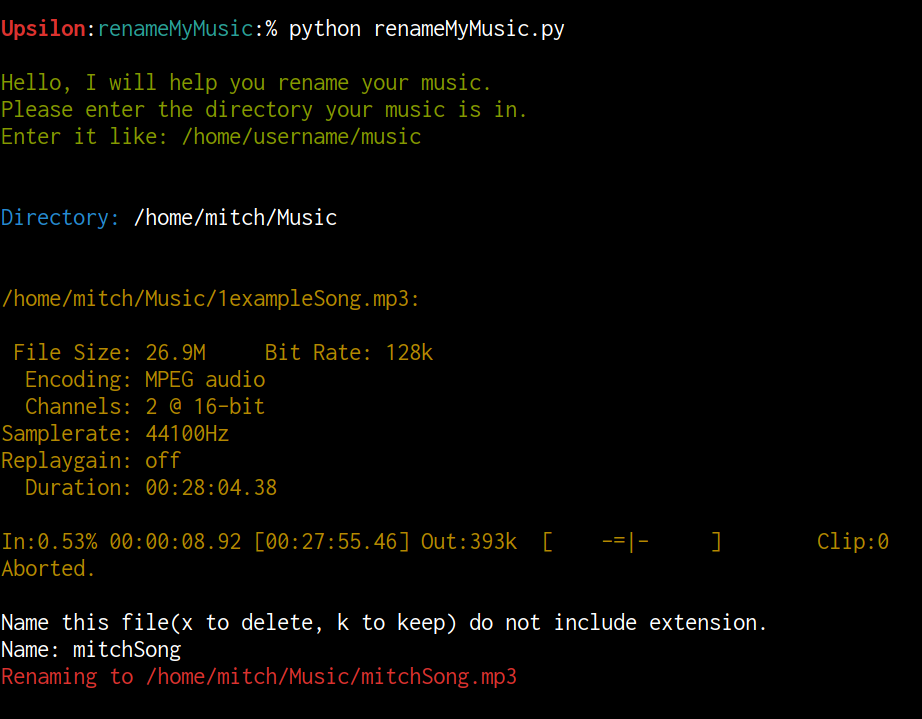 Upsilon:renameMyMusic:% python renameMyMusic.py
Hello, I will help you rename your music.
Please enter the directory your music is in.
Enter it like: /home/username/music
Directory: /home/mitch/Music
/home/mitch/Music/1exampleSong.mp3:
File Size: 26.9M     Bit Rate: 128k
Encoding: MPEG audio
Channels: 2 @ 16-bit
Samplerate: 44100Hz
Replaygain: off
Duration: 00:28:04.38
In:0.53% 00:00:08.92 [00:27:55.46] Out:393k  [    -=|-     ]        Clip:0
Aborted.
Name this file(x to delete, k to keep) do not include extension.
Name: mitchSong
Renaming to /home/mitch/Music/mitchSong.mp3